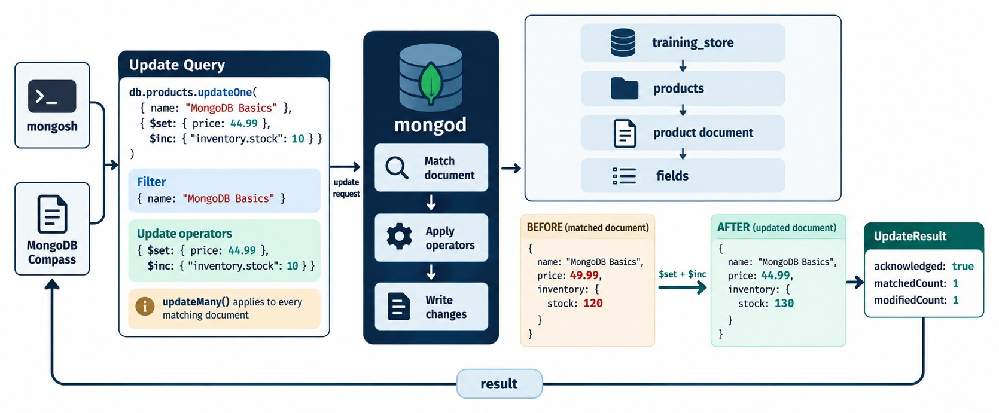 mongosh
MongoDB
Compass
Update Query
db.products.updateOne(
{ name: "MongoDB Basics" },
{ $set: { price: 44.99 },
$inc: { "inventory.stock": 10 } }
)
Filter
{ name: "MongoDB Basics" }
Update operators
{ $set: { price: 44.99 },
$inc: { "inventory.stock": 10 } }
i
updateMany() applies to every
matching document
update
request
mongod
Match
document
Apply
operators
Write
changes
training_store
products
product document
fields
BEFORE (matched document)
{
name: "MongoDB Basics",
price: 49.99,
inventory: {
stock: 120
}
}
$set + $inc
AFTER (updated document)
{
name: "MongoDB Basics",
price: 44.99,
inventory: {
stock: 130
}
}
UpdateResult
acknowledged: true
matchedCount: 1
modifiedCount: 1
result